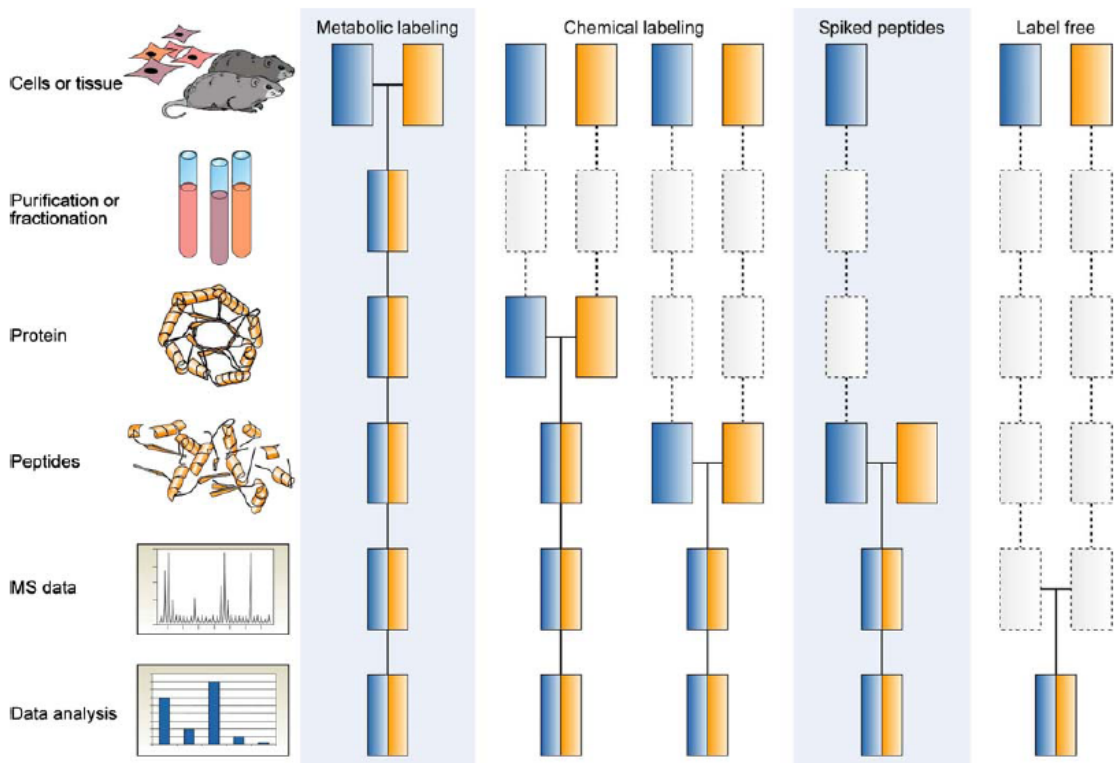 Metabolic labeling
Chemical labeling
Spiked peptides
Label free
Cells or tissue
Purification or
fractionation
Protein
Peptides
MS data
Data analysis